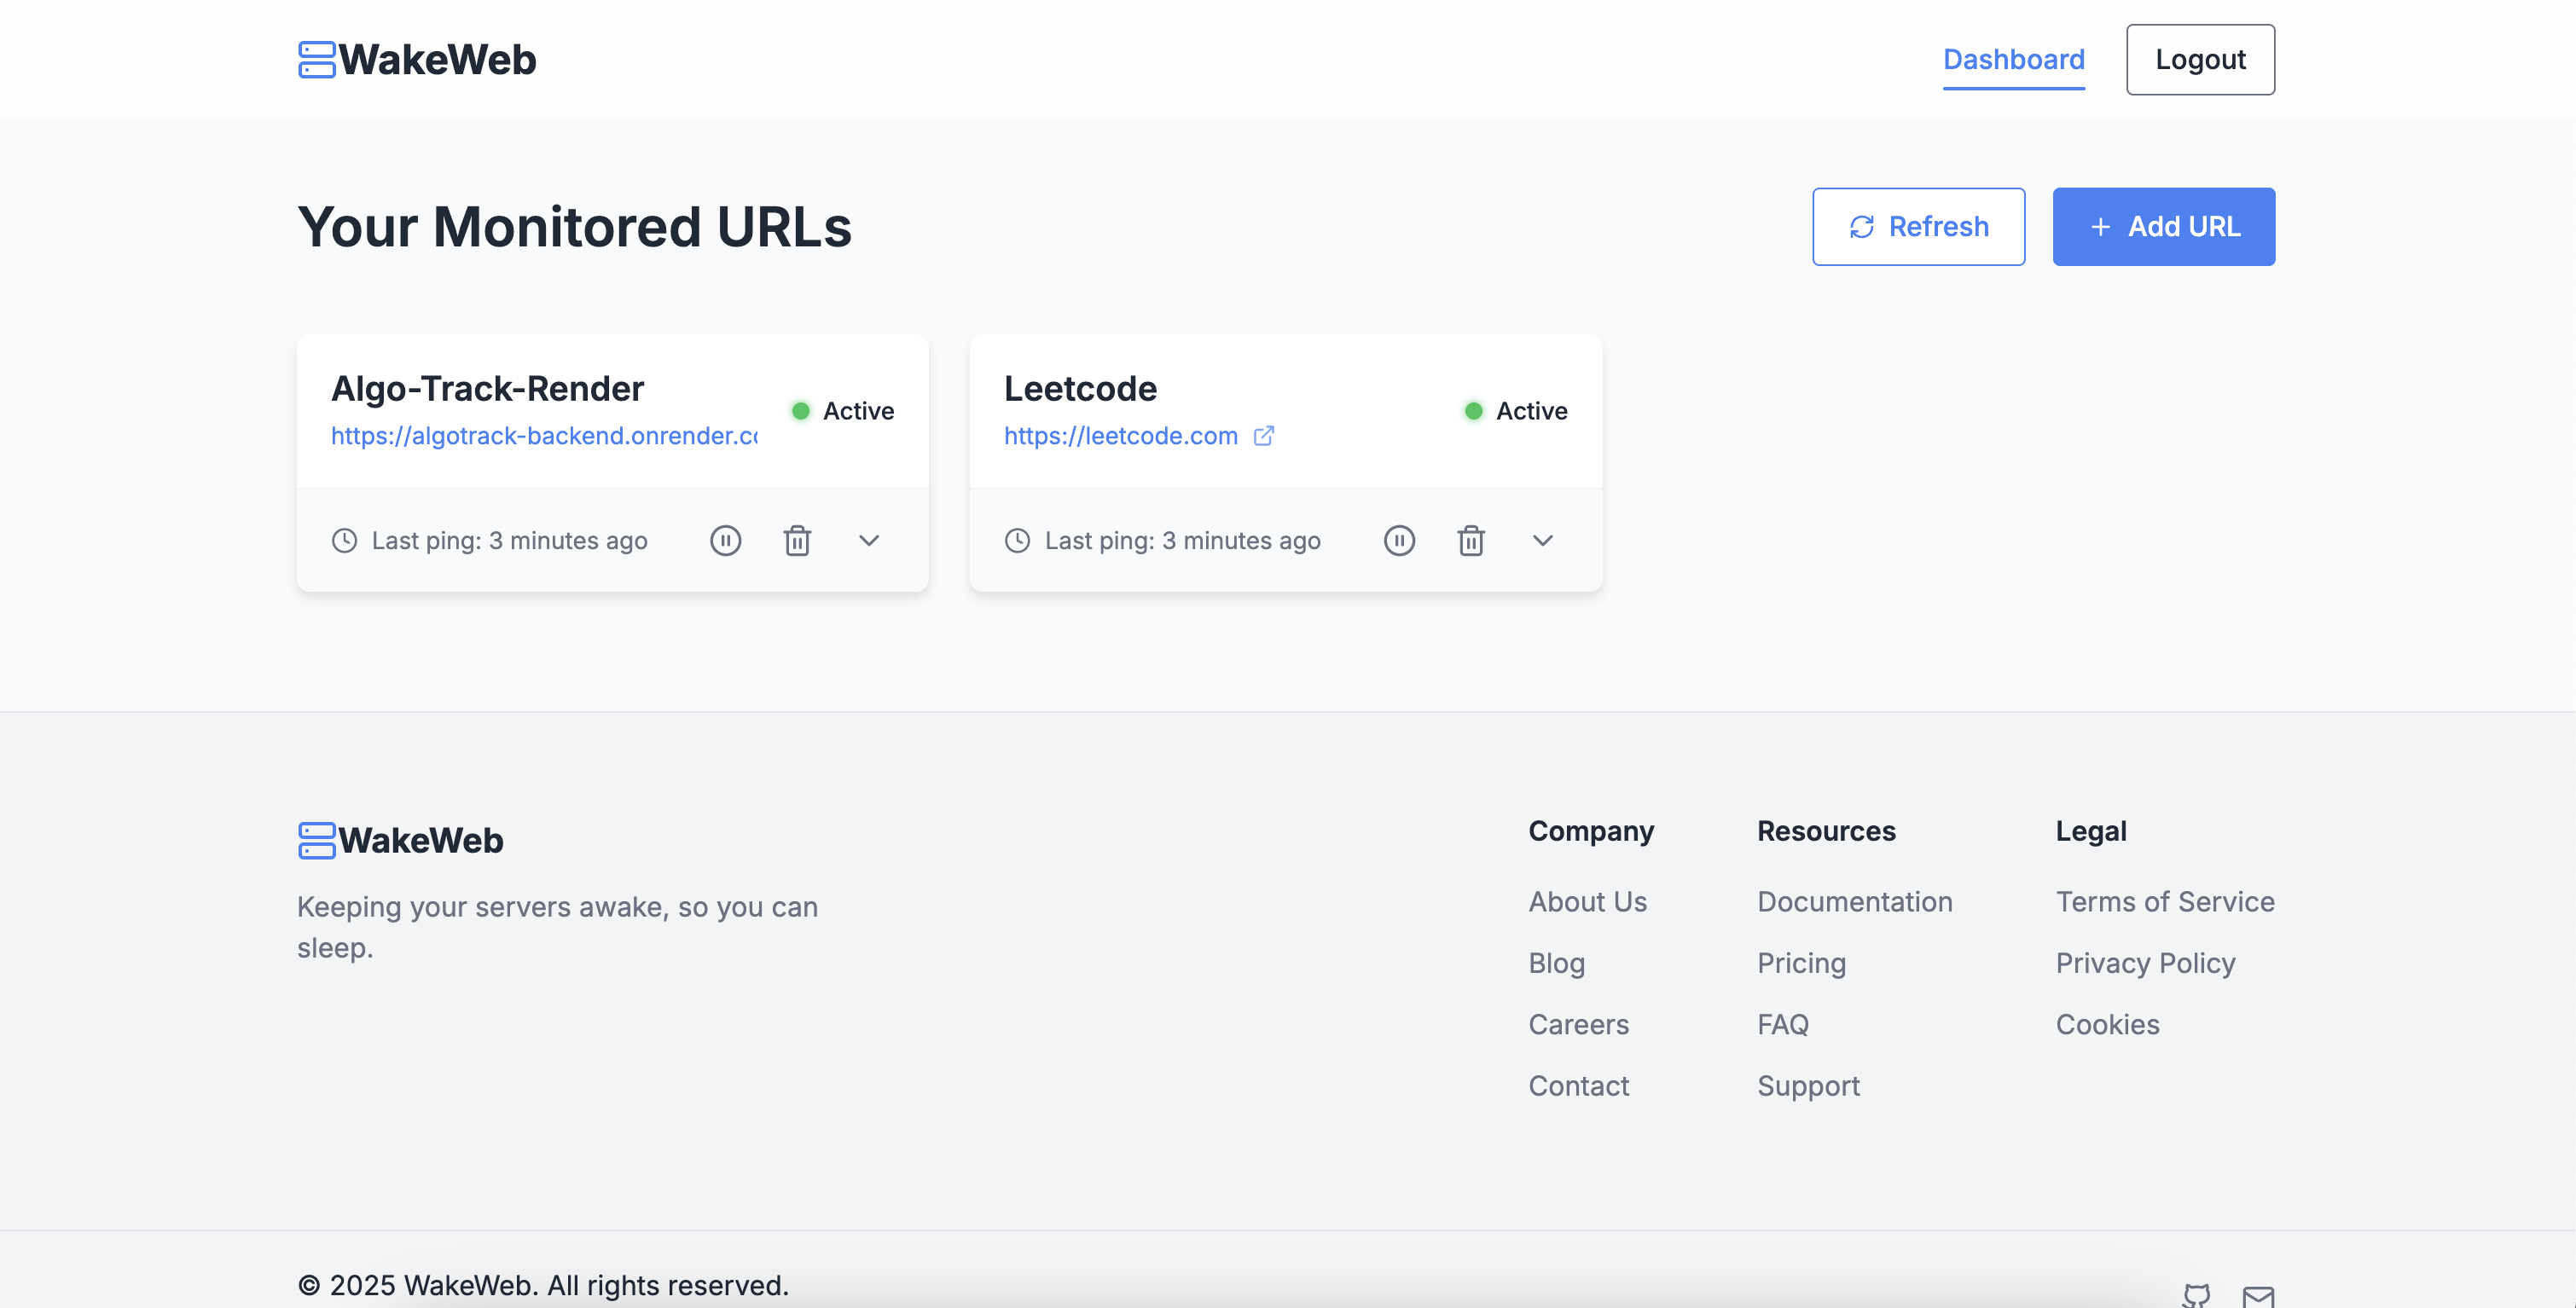 WakeWeb
Dashboard
Logout
Your Monitored URLs
Refresh
Add URL
Algo-Track-Render
https://algotrack-backend.onrender.c
Active
Last ping: 3 minutes ago
Leetcode
https://leetcode.com
Active
Last ping: 3 minutes ago
WakeWeb
Keeping your servers awake, so you can
sleep.
Company
About Us
Blog
Careers
Contact
Resources
Documentation
Pricing
FAQ
Support
Legal
Terms of Service
Privacy Policy
Cookies
© 2025 WakeWeb. All rights reserved.